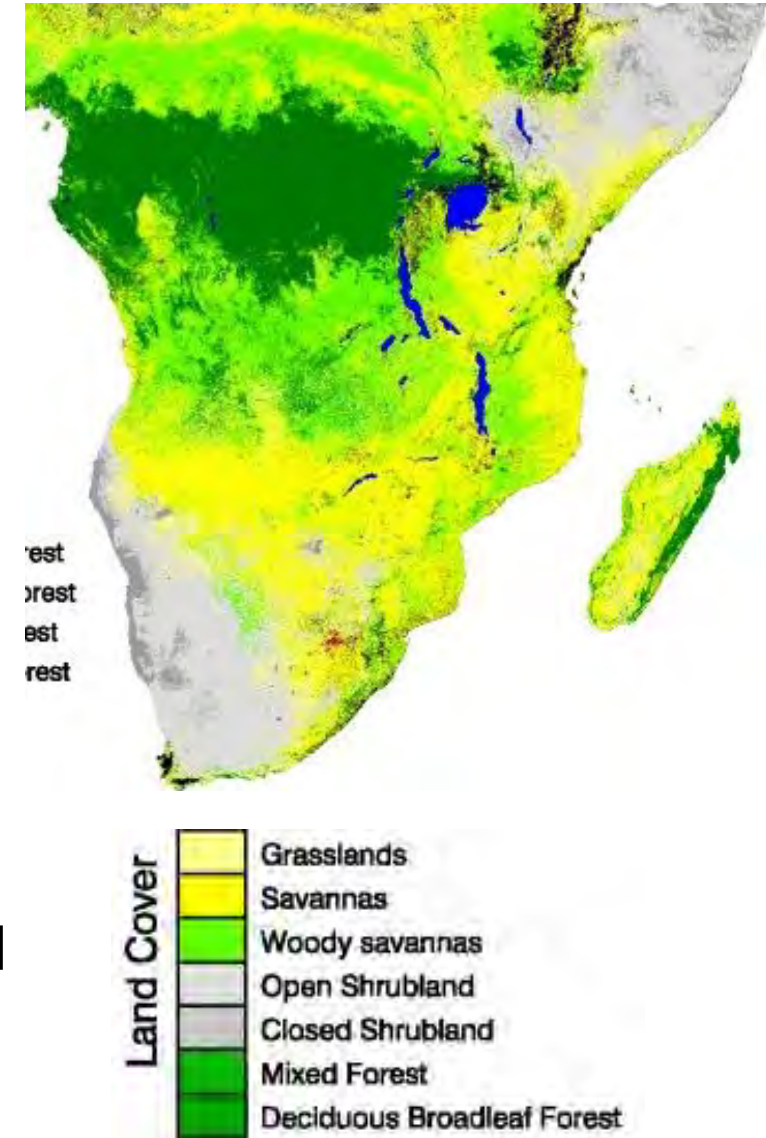 rest
orest
est
rest
Land Cover
Grasslands
Savannas
Woody savannas
Open Shrubland
Closed Shrubland
Mixed Forest
Deciduous Broadleaf Forest